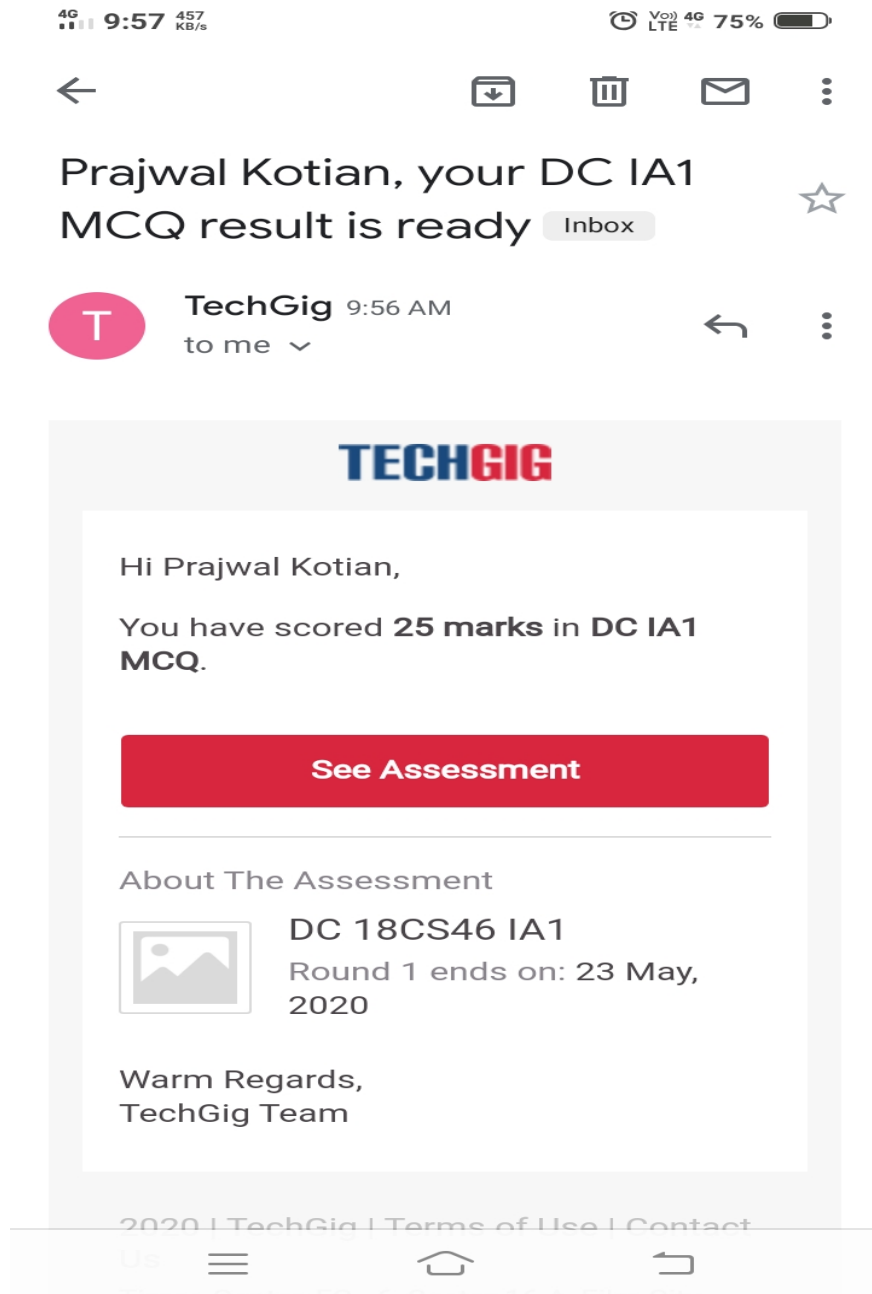 4G 9:57 457 KB/s Vo)) LTE 4G 75%
Prajwal Kotian, your DC IA1
MCQ result is ready Inbox
T TechGig 9:56 AM
to me
TECHGIG
Hi Prajwal Kotian,
You have scored 25 marks in DC IA1
MCQ.
See Assessment
About The Assessment
DC 18CS46 IA1
Round 1 ends on: 23 May,
2020
Warm Regards,
TechGig Team
2020 | TechGig | Terms of Use | Contact
Us